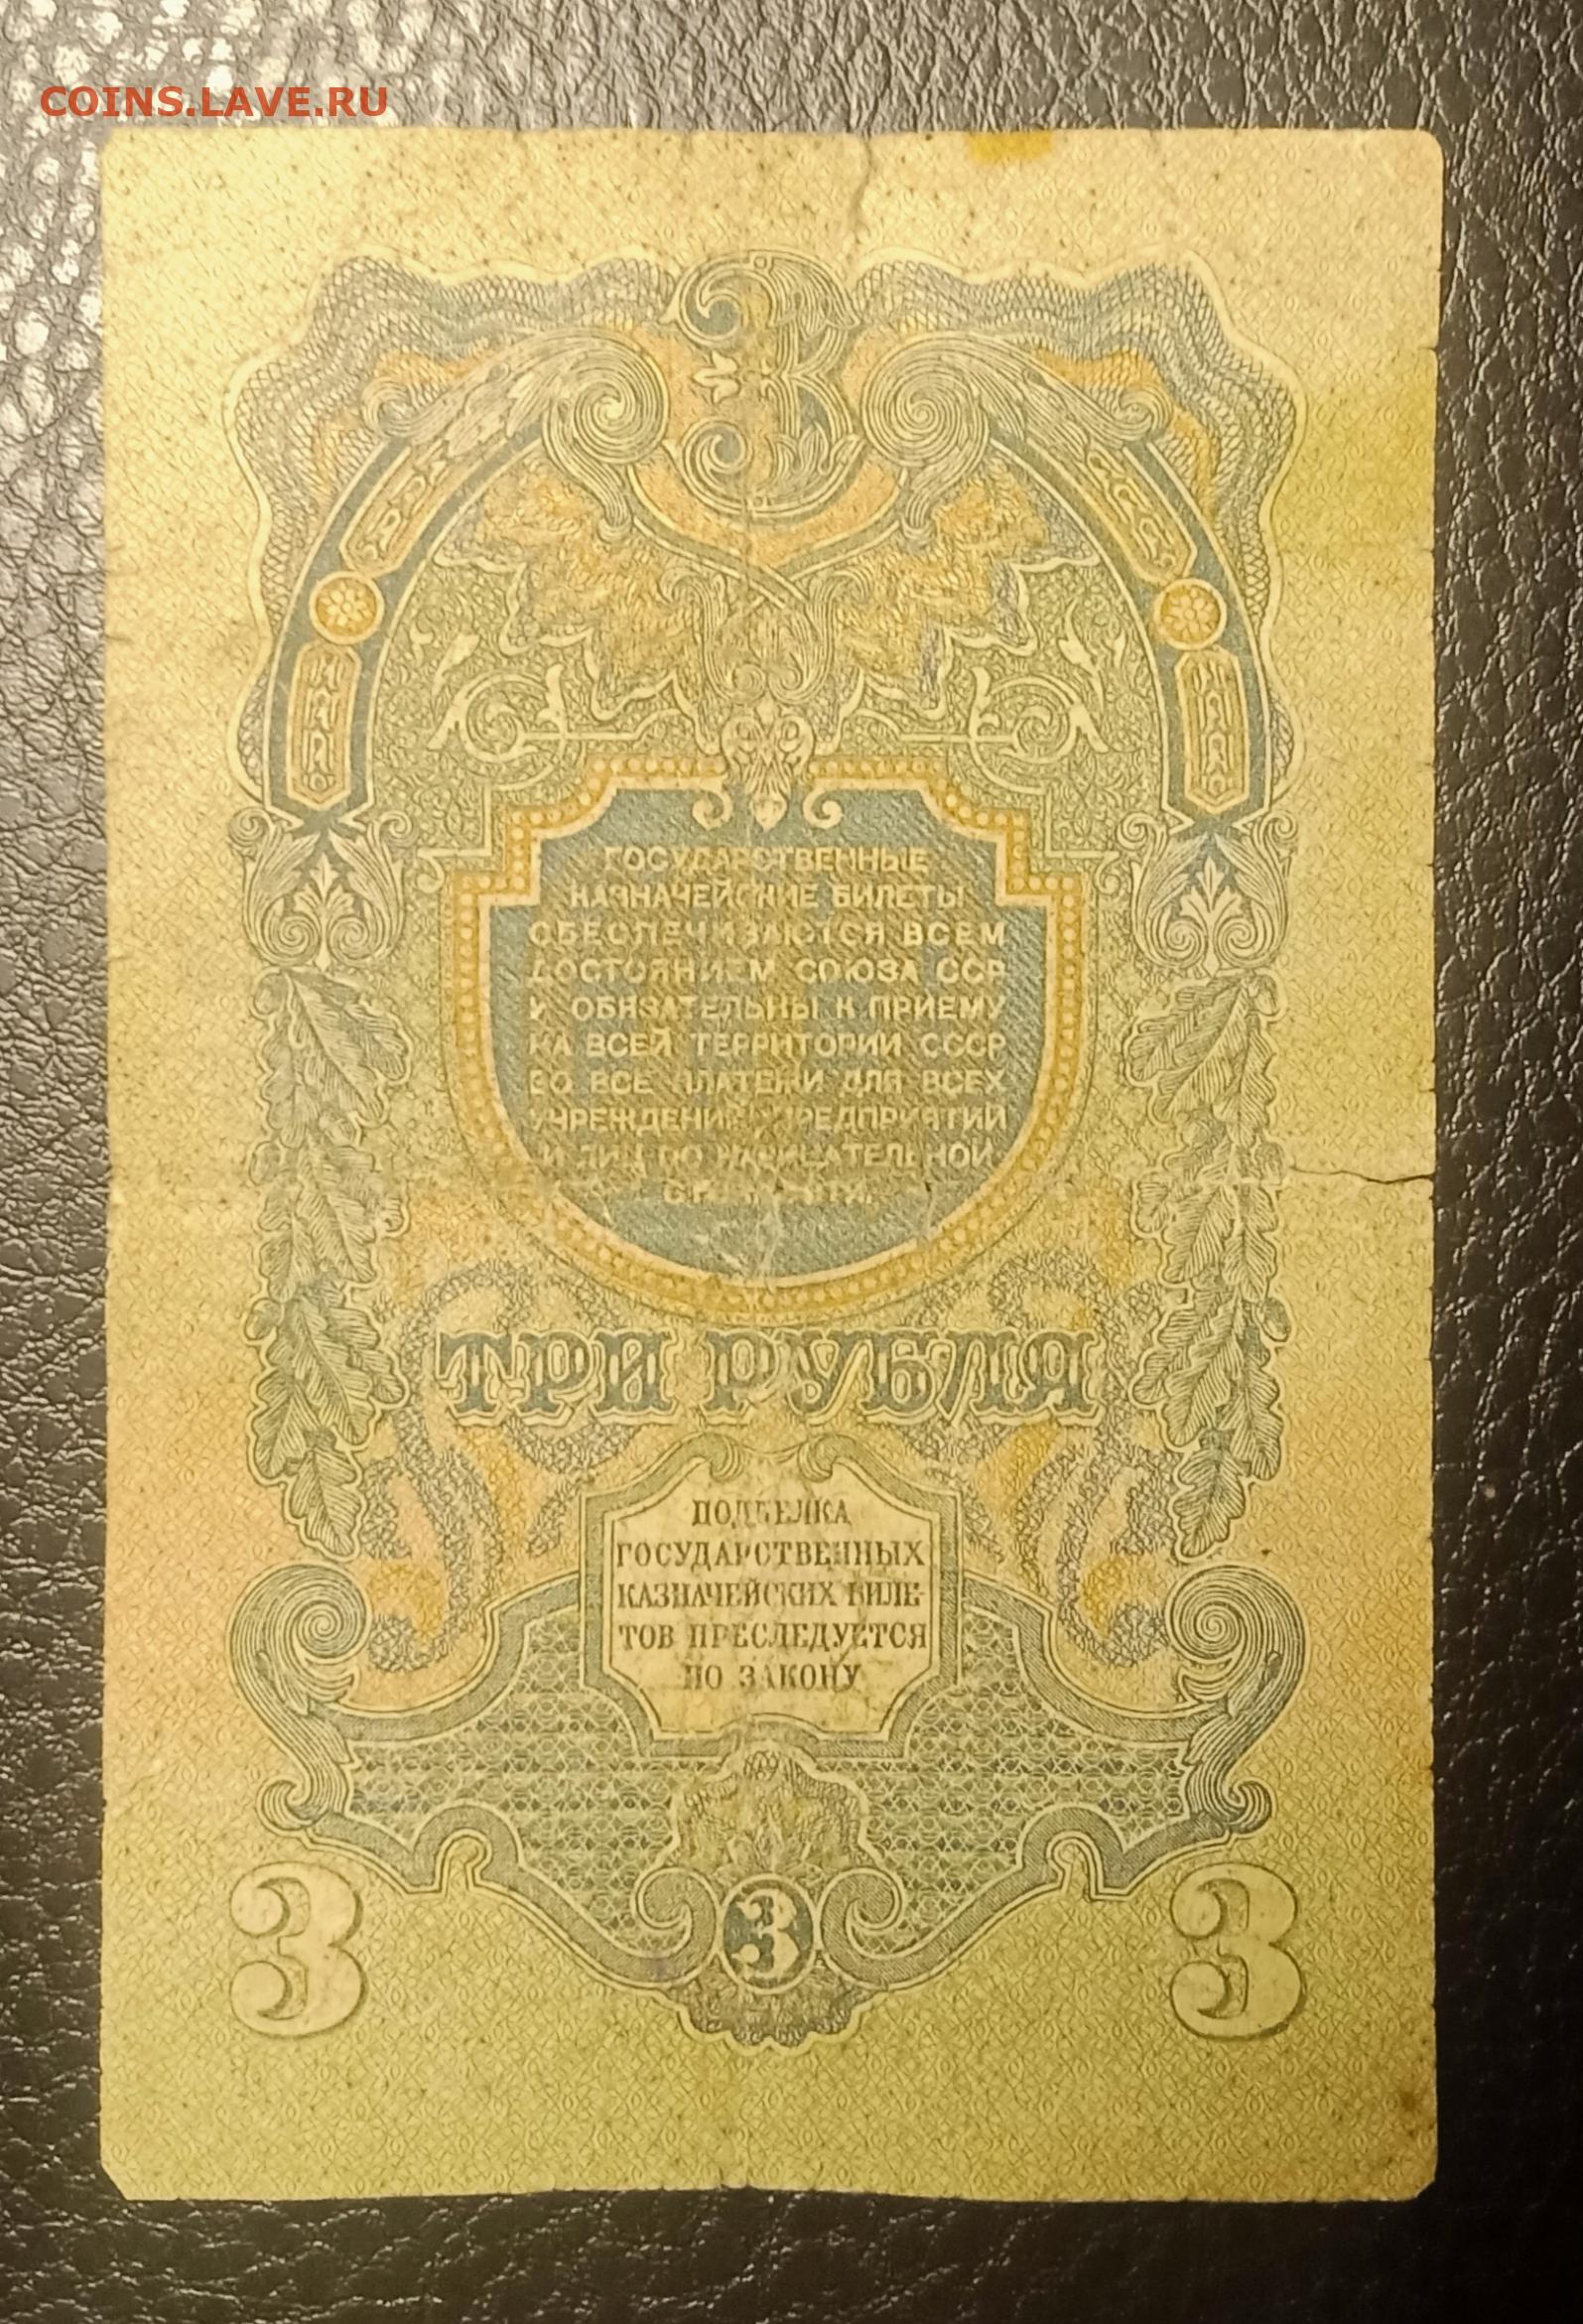 COINS.LAVE.RU
3
ГОСУДАРСТВЕННЫЕ
КАЗНАЧЕЙСКИЕ БИЛЕТЫ
ОБЕСПЕЧИВАЮТСЯ ВСЕМ
ДОСТОЯНИЕМ СОЮЗА ССР
И ОБЯЗАТЕЛЬНЫ К ПРИЕМУ
НА ВСЕЙ ТЕРРИТОРИИ СССР
ВО ВСЕ ПЛАТЕЖИ ДЛЯ ВСЕХ
УЧРЕЖДЕНИЙ, ПРЕДПРИЯТИЙ
И ЛИЦ ПО НАРИЦАТЕЛЬНОЙ
СТОИМОСТИ.
ТРИ РУБЛЯ
ПОДДЕЛКА
ГОСУДАРСТВЕННЫХ
КАЗНАЧЕЙСКИХ БИЛЕ-
ТОВ ПРЕСЛЕДУЕТСЯ
ПО ЗАКОНУ
3 3 3